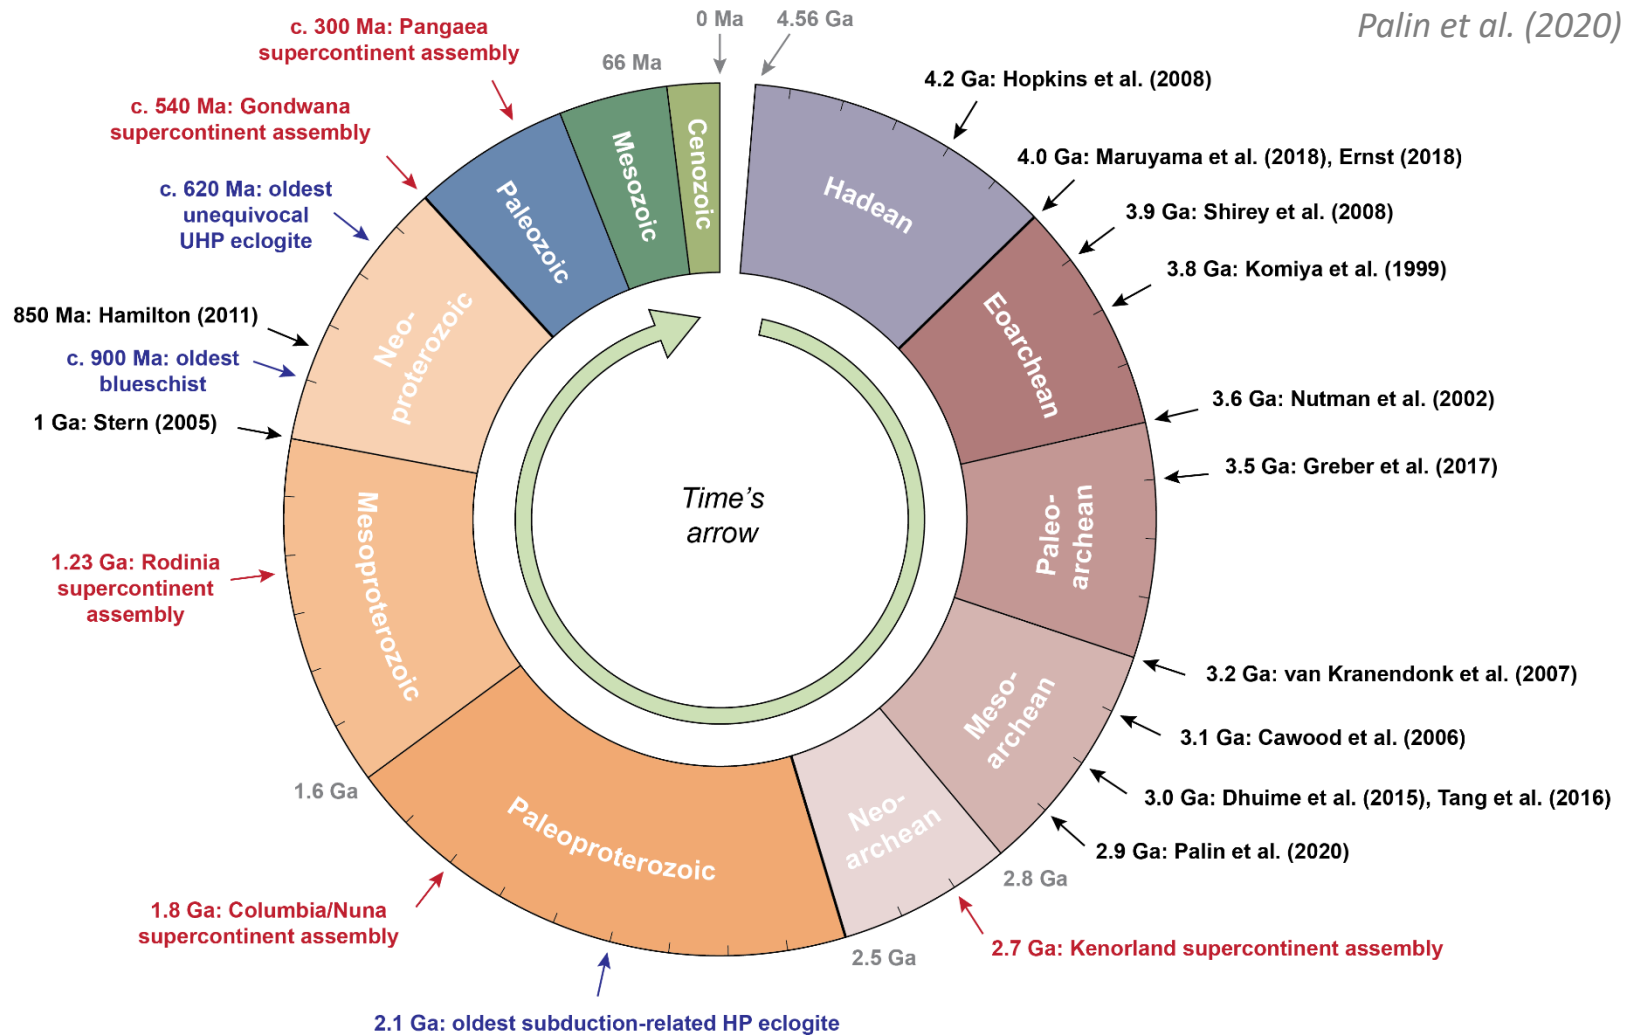 Palin et al. (2020)
0 Ma
4.56 Ga
c. 300 Ma: Pangaea
supercontinent assembly
66 Ma
c. 540 Ma: Gondwana
supercontinent assembly
c. 620 Ma: oldest
unequivocal
UHP eclogite
850 Ma: Hamilton (2011)
c. 900 Ma: oldest
blueschist
1 Ga: Stern (2005)
1.23 Ga: Rodinia
supercontinent
assembly
1.6 Ga
1.8 Ga: Columbia/Nuna
supercontinent assembly
2.1 Ga: oldest subduction-related HP eclogite
2.5 Ga
2.7 Ga: Kenorland supercontinent assembly
2.8 Ga
2.9 Ga: Palin et al. (2020)
3.0 Ga: Dhuime et al. (2015), Tang et al. (2016)
3.1 Ga: Cawood et al. (2006)
3.2 Ga: van Kranendonk et al. (2007)
3.5 Ga: Greber et al. (2017)
3.6 Ga: Nutman et al. (2002)
3.8 Ga: Komiya et al. (1999)
3.9 Ga: Shirey et al. (2008)
4.0 Ga: Maruyama et al. (2018), Ernst (2018)
4.2 Ga: Hopkins et al. (2008)
Hadean
Eoarchean
Paleo-
archean
Meso-
archean
Neo-
archean
Paleoproterozoic
Mesoproterozoic
Neo-
proterozoic
Paleozoic
Mesozoic
Cenozoic
Time's
arrow